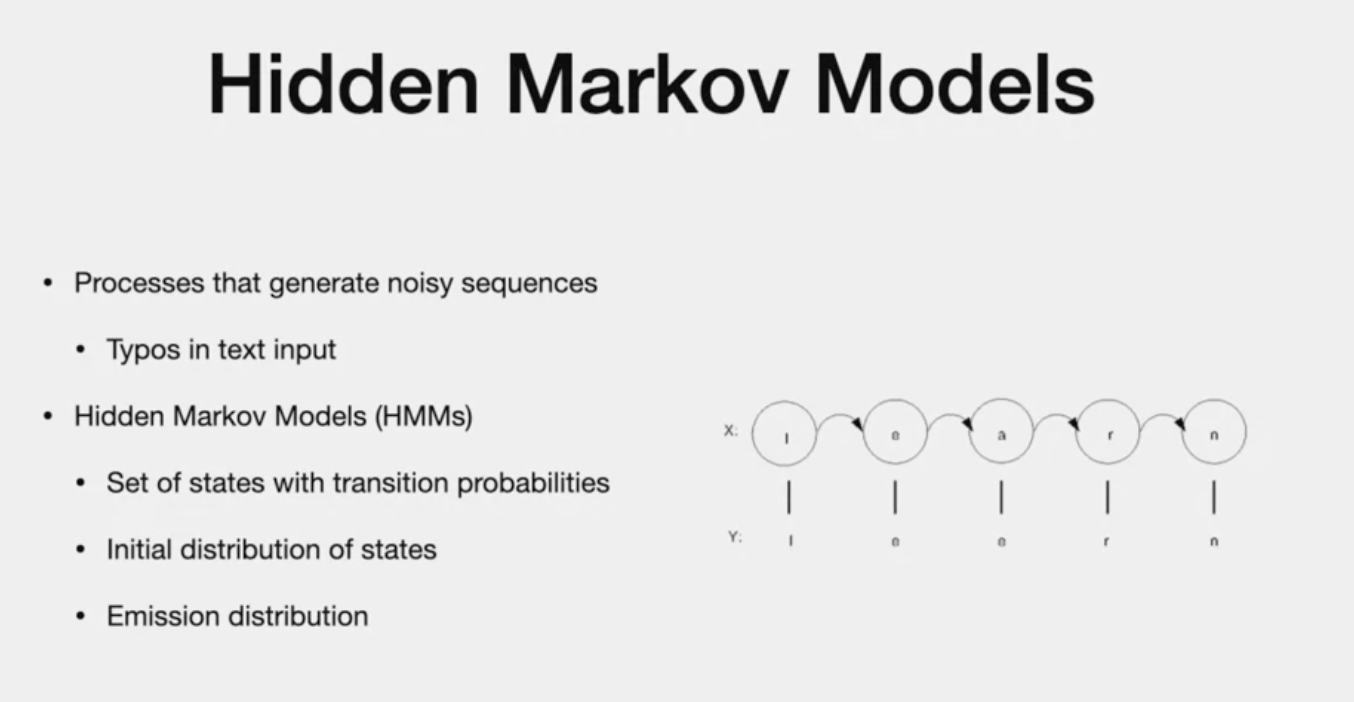 Hidden Markov Models
• Processes that generate noisy sequences
• Typos in text input
• Hidden Markov Models (HMMs)
• Set of states with transition probabilities
• Initial distribution of states
• Emission distribution
X: l e a r n
Y: l e e r n